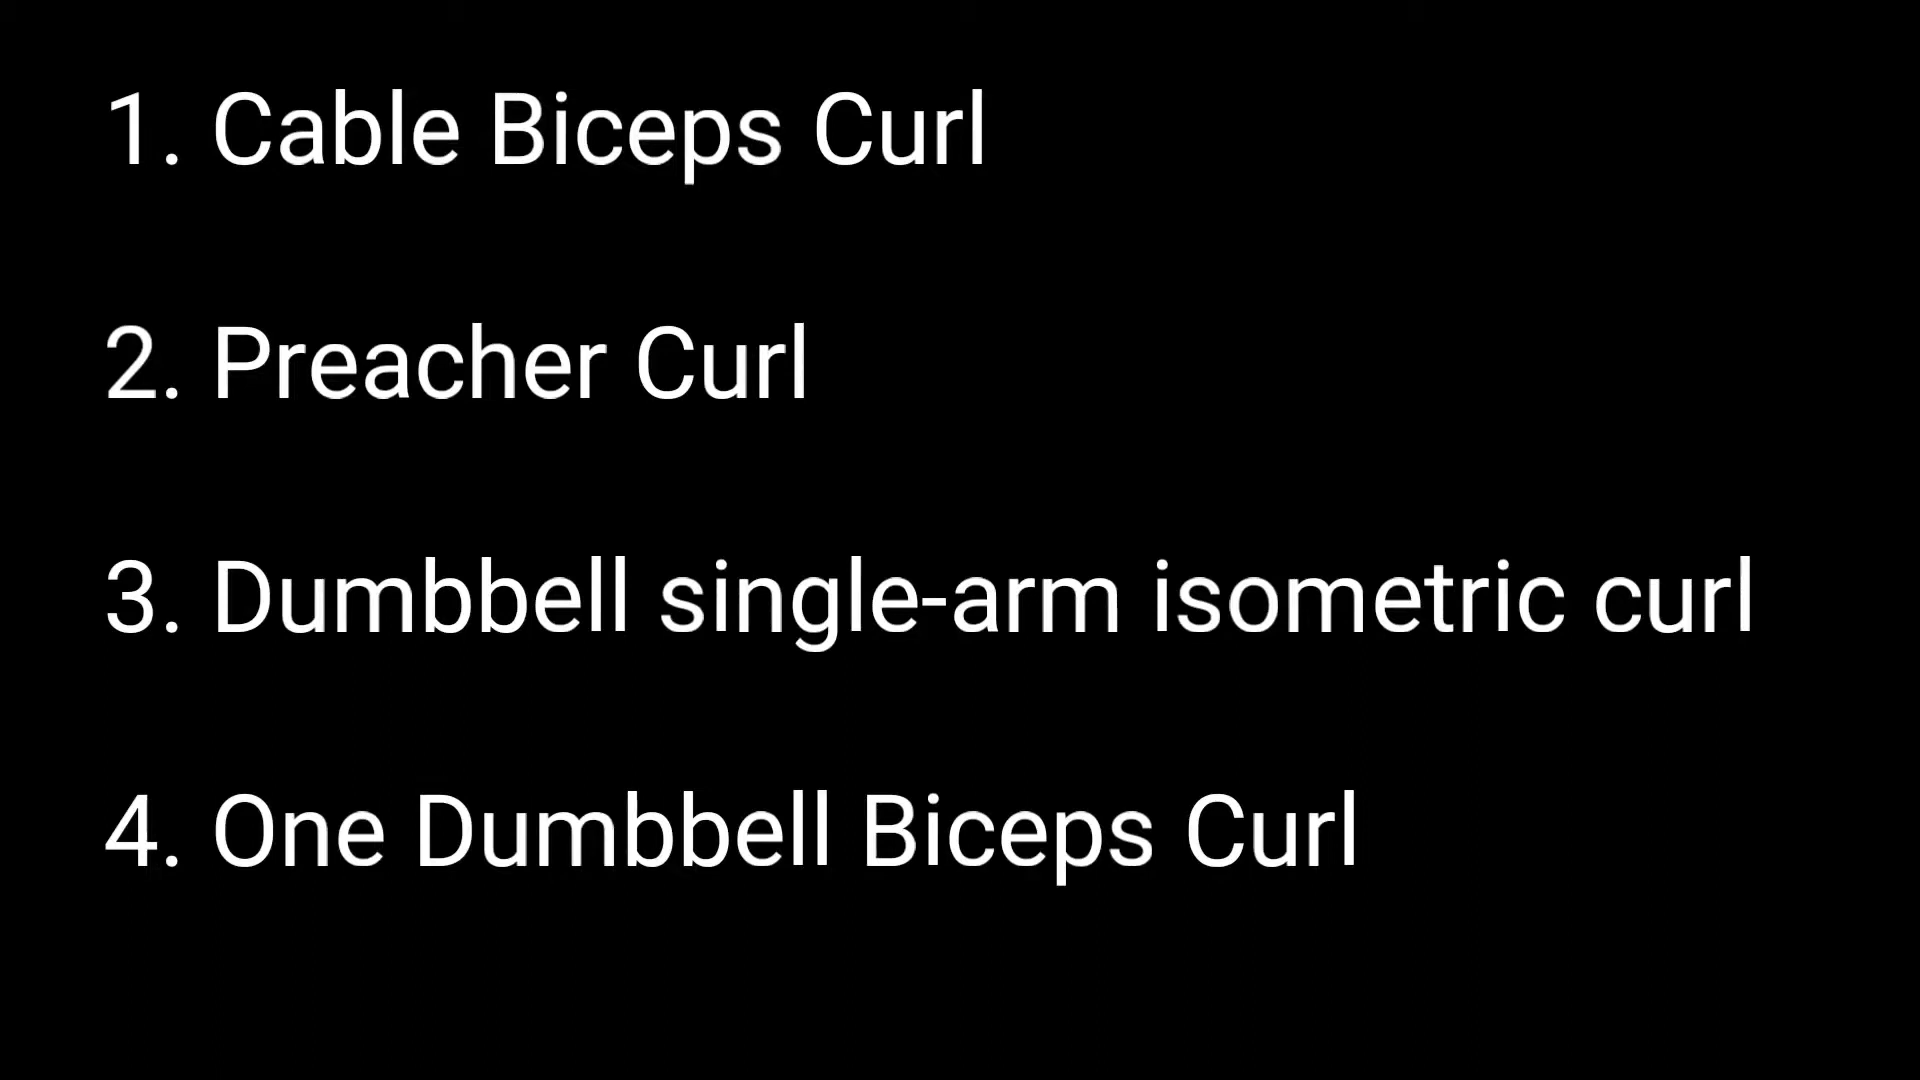 1. Cable Biceps Curl
2. Preacher Curl
3. Dumbbell single-arm isometric curl
4. One Dumbbell Biceps Curl